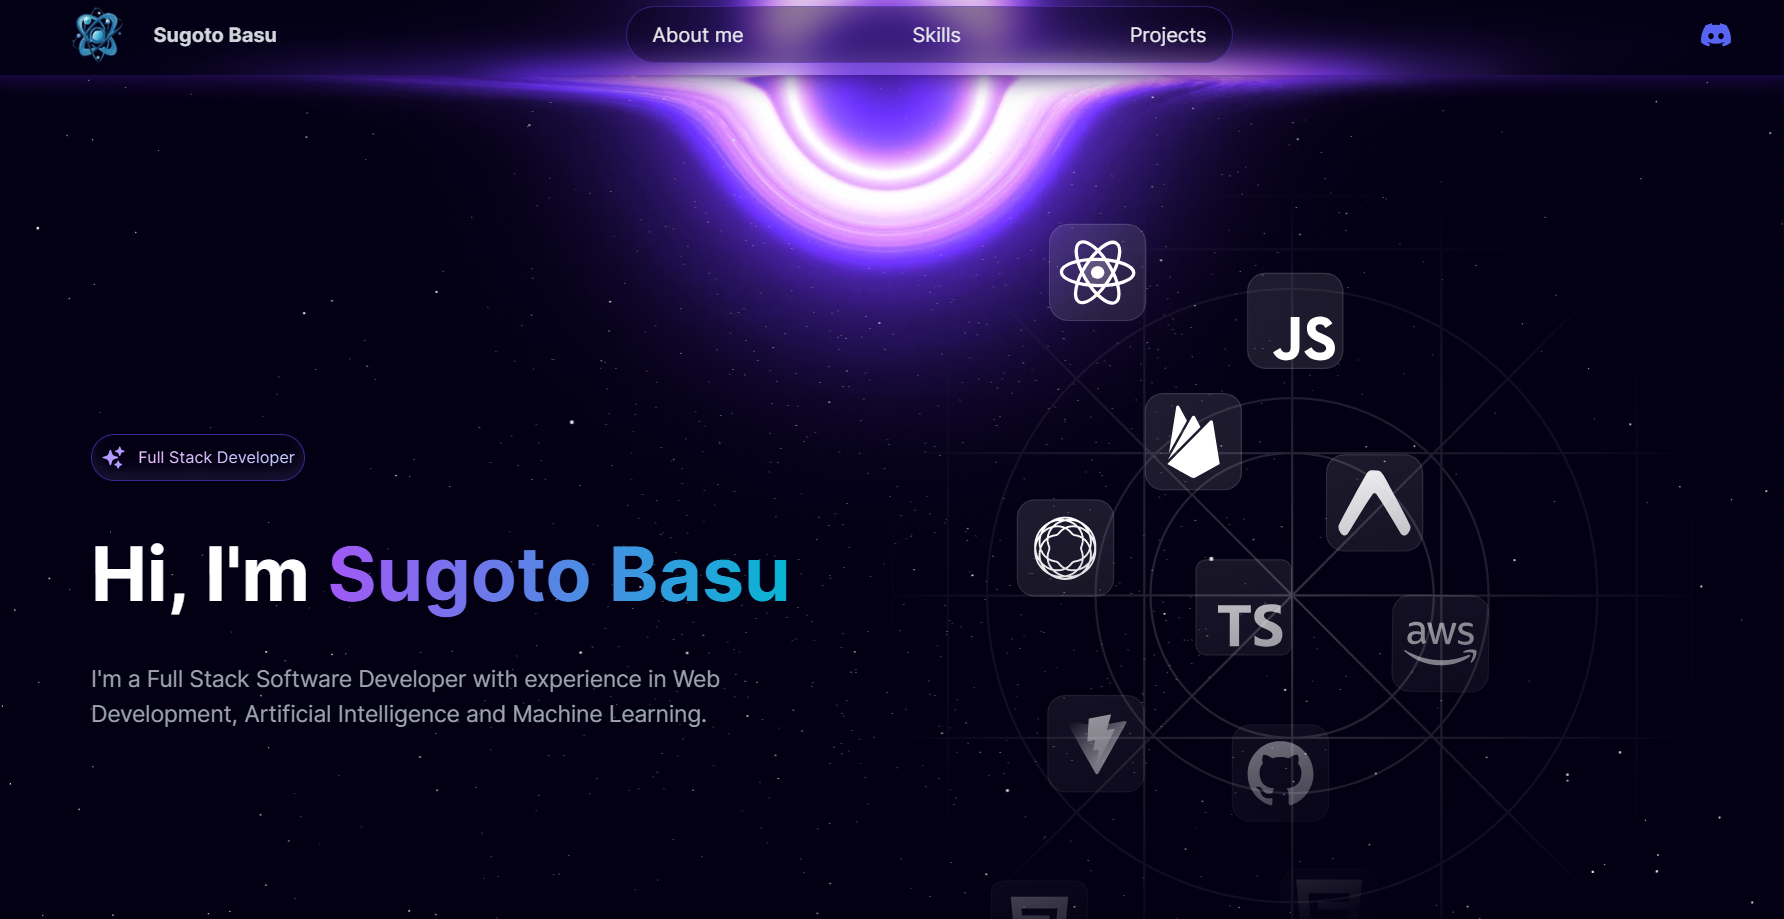 Sugoto Basu
About me
Skills
Projects
JS
Full Stack Developer
Hi, I'm Sugoto Basu
TS
aws
I'm a Full Stack Software Developer with experience in Web
Development, Artificial Intelligence and Machine Learning.